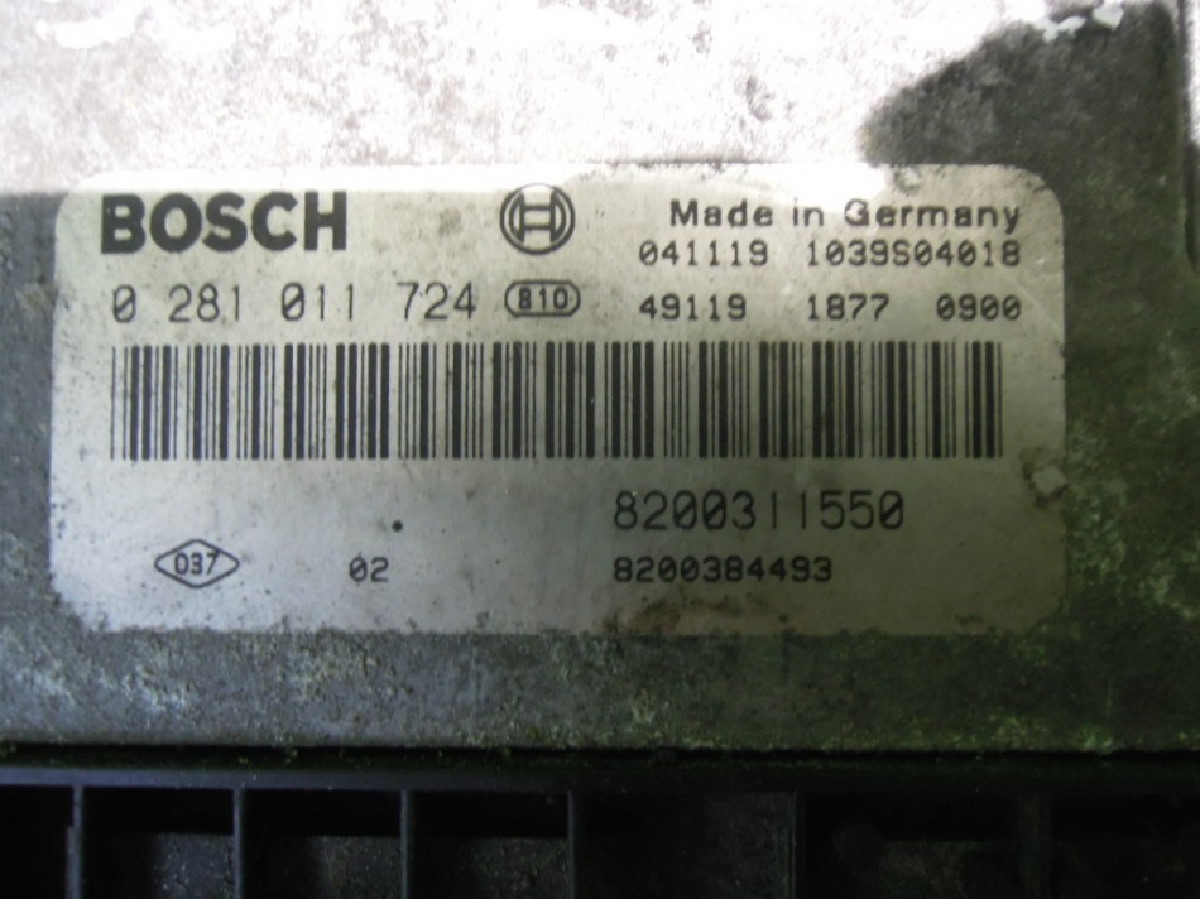 BOSCH
Made in Germany
041119 1039S04018
0 281 011 724 810 49119 1877 0900
8200311550
037 02 8200384493